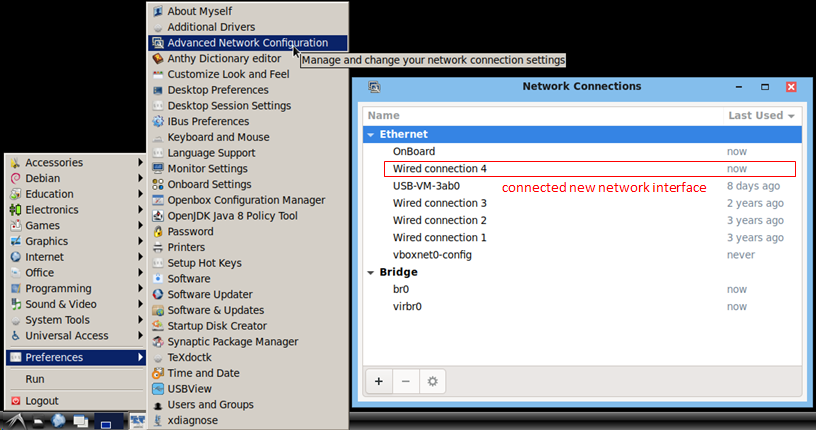 About Myself
Additional Drivers
Advanced Network Configuration
Anthy Dictionary editor
Manage and change your network connection settings
Customize Look and Feel
Desktop Preferences
Desktop Session Settings
IBus Preferences
Keyboard and Mouse
Language Support
Monitor Settings
Onboard Settings
Openbox Configuration Manager
OpenJDK Java 8 Policy Tool
Password
Printers
Setup Hot Keys
Software
Software Updater
Software & Updates
Startup Disk Creator
Synaptic Package Manager
TeXdoctk
Time and Date
USBView
Users and Groups
xdiagnose
Accessories
Debian
Education
Electronics
Games
Graphics
Internet
Office
Programming
Sound & Video
System Tools
Universal Access
Preferences
Run
Logout
Network Connections
Name Last Used
Ethernet
OnBoard now
Wired connection 4 now
USB-VM-3ab0 8 days ago
connected new network interface
Wired connection 3 2 years ago
Wired connection 2 3 years ago
Wired connection 1 3 years ago
vboxnet0-config never
Bridge
br0 now
virbr0 now